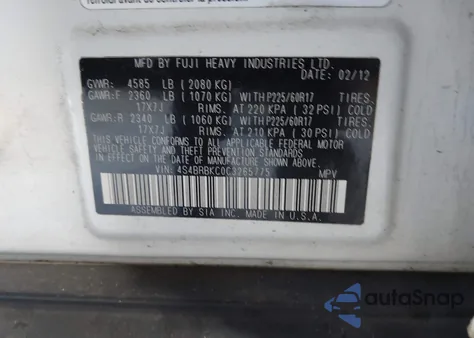 MFD BY FUJI HEAVY INDUSTRIES LTD.
DATE: 02/12
GVWR: 4585 LB (2080 KG)
GAWR:F 2360 LB (1070 KG) WITH P225/60R17 TIRES.
17X7J RIMS. AT 220 KPA (32 PSI) COLD
GAWR:R 2340 LB (1060 KG) WITH P225/60R17 TIRES.
17X7J RIMS. AT 210 KPA (30 PSI) COLD
THIS VEHICLE CONFORMS TO ALL APPLICABLE FEDERAL MOTOR
VEHICLE SAFETY AND BUMPER STANDARDS IN EFFECT ON THE
DATE OF MANUFACTURE SHOWN ABOVE.
VIN: 4S4BRBKC0C3265775 MPV
ASSEMBLED BY SIA INC. MADE IN U.S.A.
autoSnap